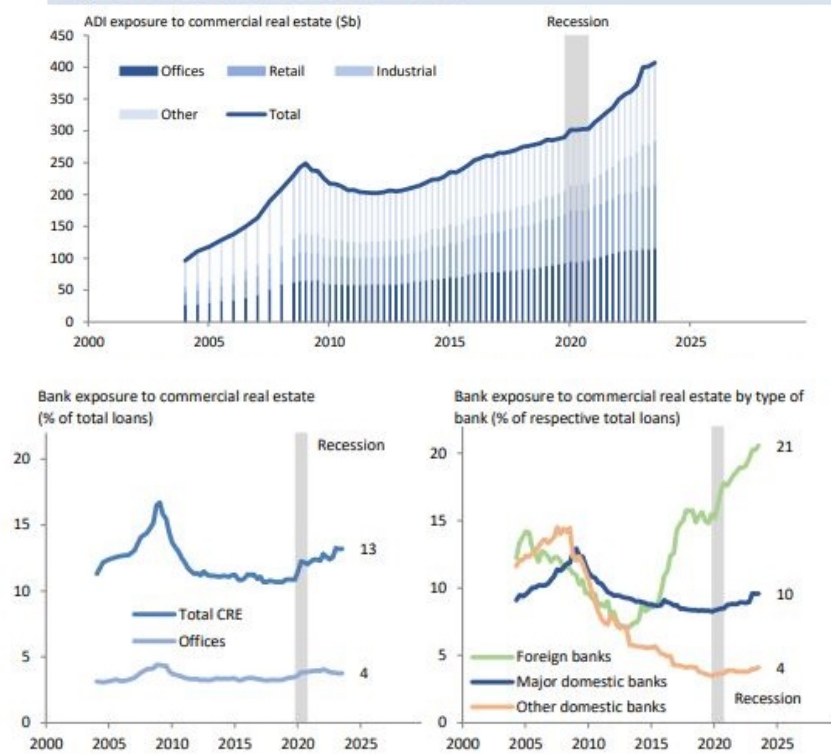 ADI exposure to commercial real estate ($b)
Recession
450
400
350
300
250
200
150
100
50
0
Offices
Retail
Industrial
Other
Total
2000
2005
2010
2015
2020
2025
Bank exposure to commercial real estate
(% of total loans)
Recession
20
15
10
5
0
13
Total CRE
Offices
4
2000
2005
2010
2015
2020
2025
Bank exposure to commercial real estate by type of
bank (% of respective total loans)
20
15
10
5
0
21
10
Foreign banks
Major domestic banks
Other domestic banks
4
Recession
2000
2005
2010
2015
2020
2025